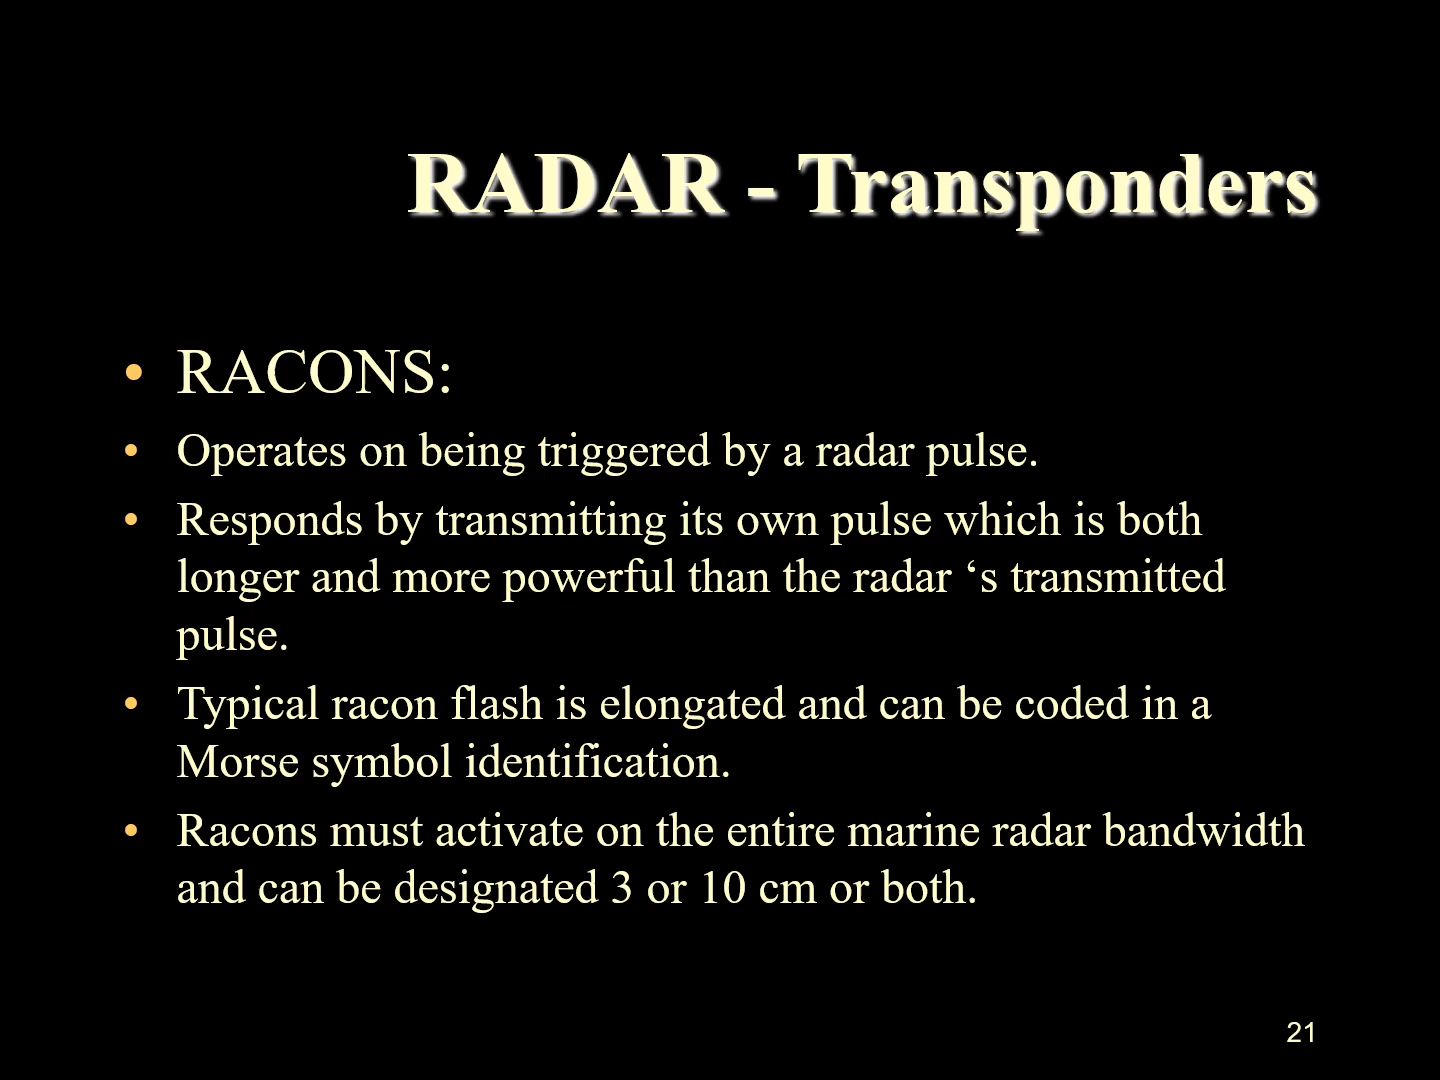 RADAR - Transponders
• RACONS:
• Operates on being triggered by a radar pulse.
• Responds by transmitting its own pulse which is both
longer and more powerful than the radar ‘s transmitted
pulse.
• Typical racon flash is elongated and can be coded in a
Morse symbol identification.
• Racons must activate on the entire marine radar bandwidth
and can be designated 3 or 10 cm or both.
21